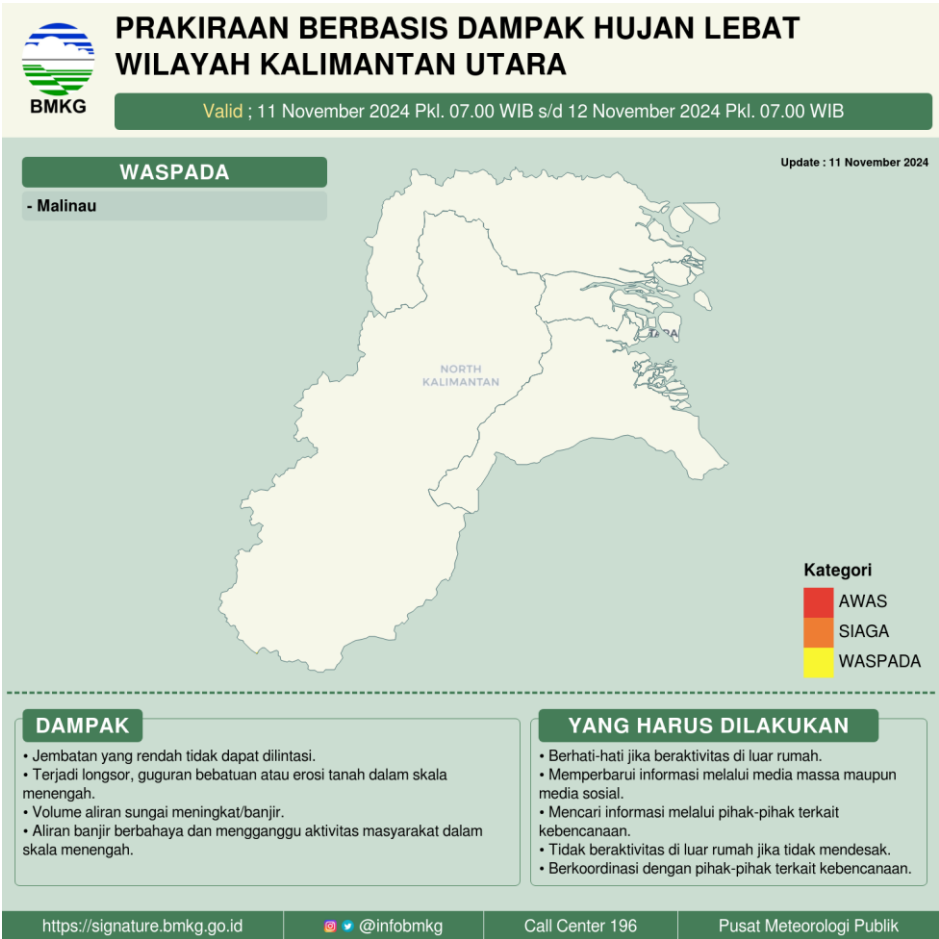 PRAKIRAAN BERBASIS DAMPAK HUJAN LEBAT
WILAYAH KALIMANTAN UTARA
BMKG
Valid ; 11 November 2024 Pkl. 07.00 WIB s/d 12 November 2024 Pkl. 07.00 WIB
Update : 11 November 2024
WASPADA
- Malinau
NORTH
KALIMANTAN
Kategori
AWAS
SIAGA
WASPADA
DAMPAK
• Jembatan yang rendah tidak dapat dilintasi.
• Terjadi longsor, guguran bebatuan atau erosi tanah dalam skala
menengah.
• Volume aliran sungai meningkat/banjir.
• Aliran banjir berbahaya dan mengganggu aktivitas masyarakat dalam
skala menengah.
YANG HARUS DILAKUKAN
• Berhati-hati jika beraktivitas di luar rumah.
• Memperbarui informasi melalui media massa maupun
media sosial.
• Mencari informasi melalui pihak-pihak terkait
kebencanaan.
• Tidak beraktivitas di luar rumah jika tidak mendesak.
• Berkoordinasi dengan pihak-pihak terkait kebencanaan.
https://signature.bmkg.go.id
@infobmkg
Call Center 196
Pusat Meteorologi Publik